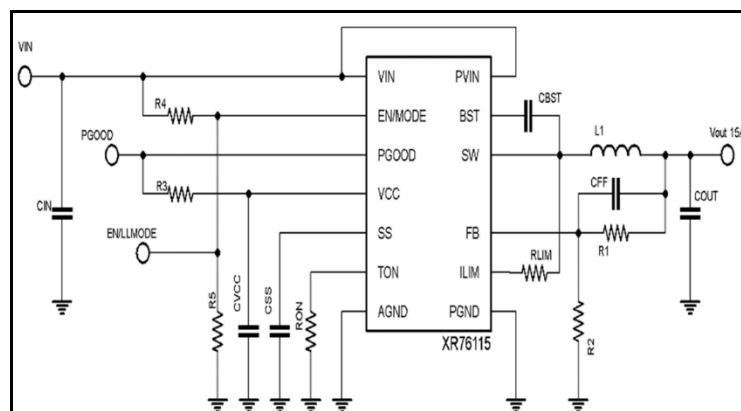 VIN
R4
PGOOD
R3
CIN
EN/LLMODE
R5
CVCC
CSS
RON
VIN
EN/MODE
PGOOD
VCC
SS
TON
AGND
PVIN
BST
SW
FB
ILIM
PGND
XR76115
CBST
L1
Vout 15
CFF
COUT
R1
RLIM
R2